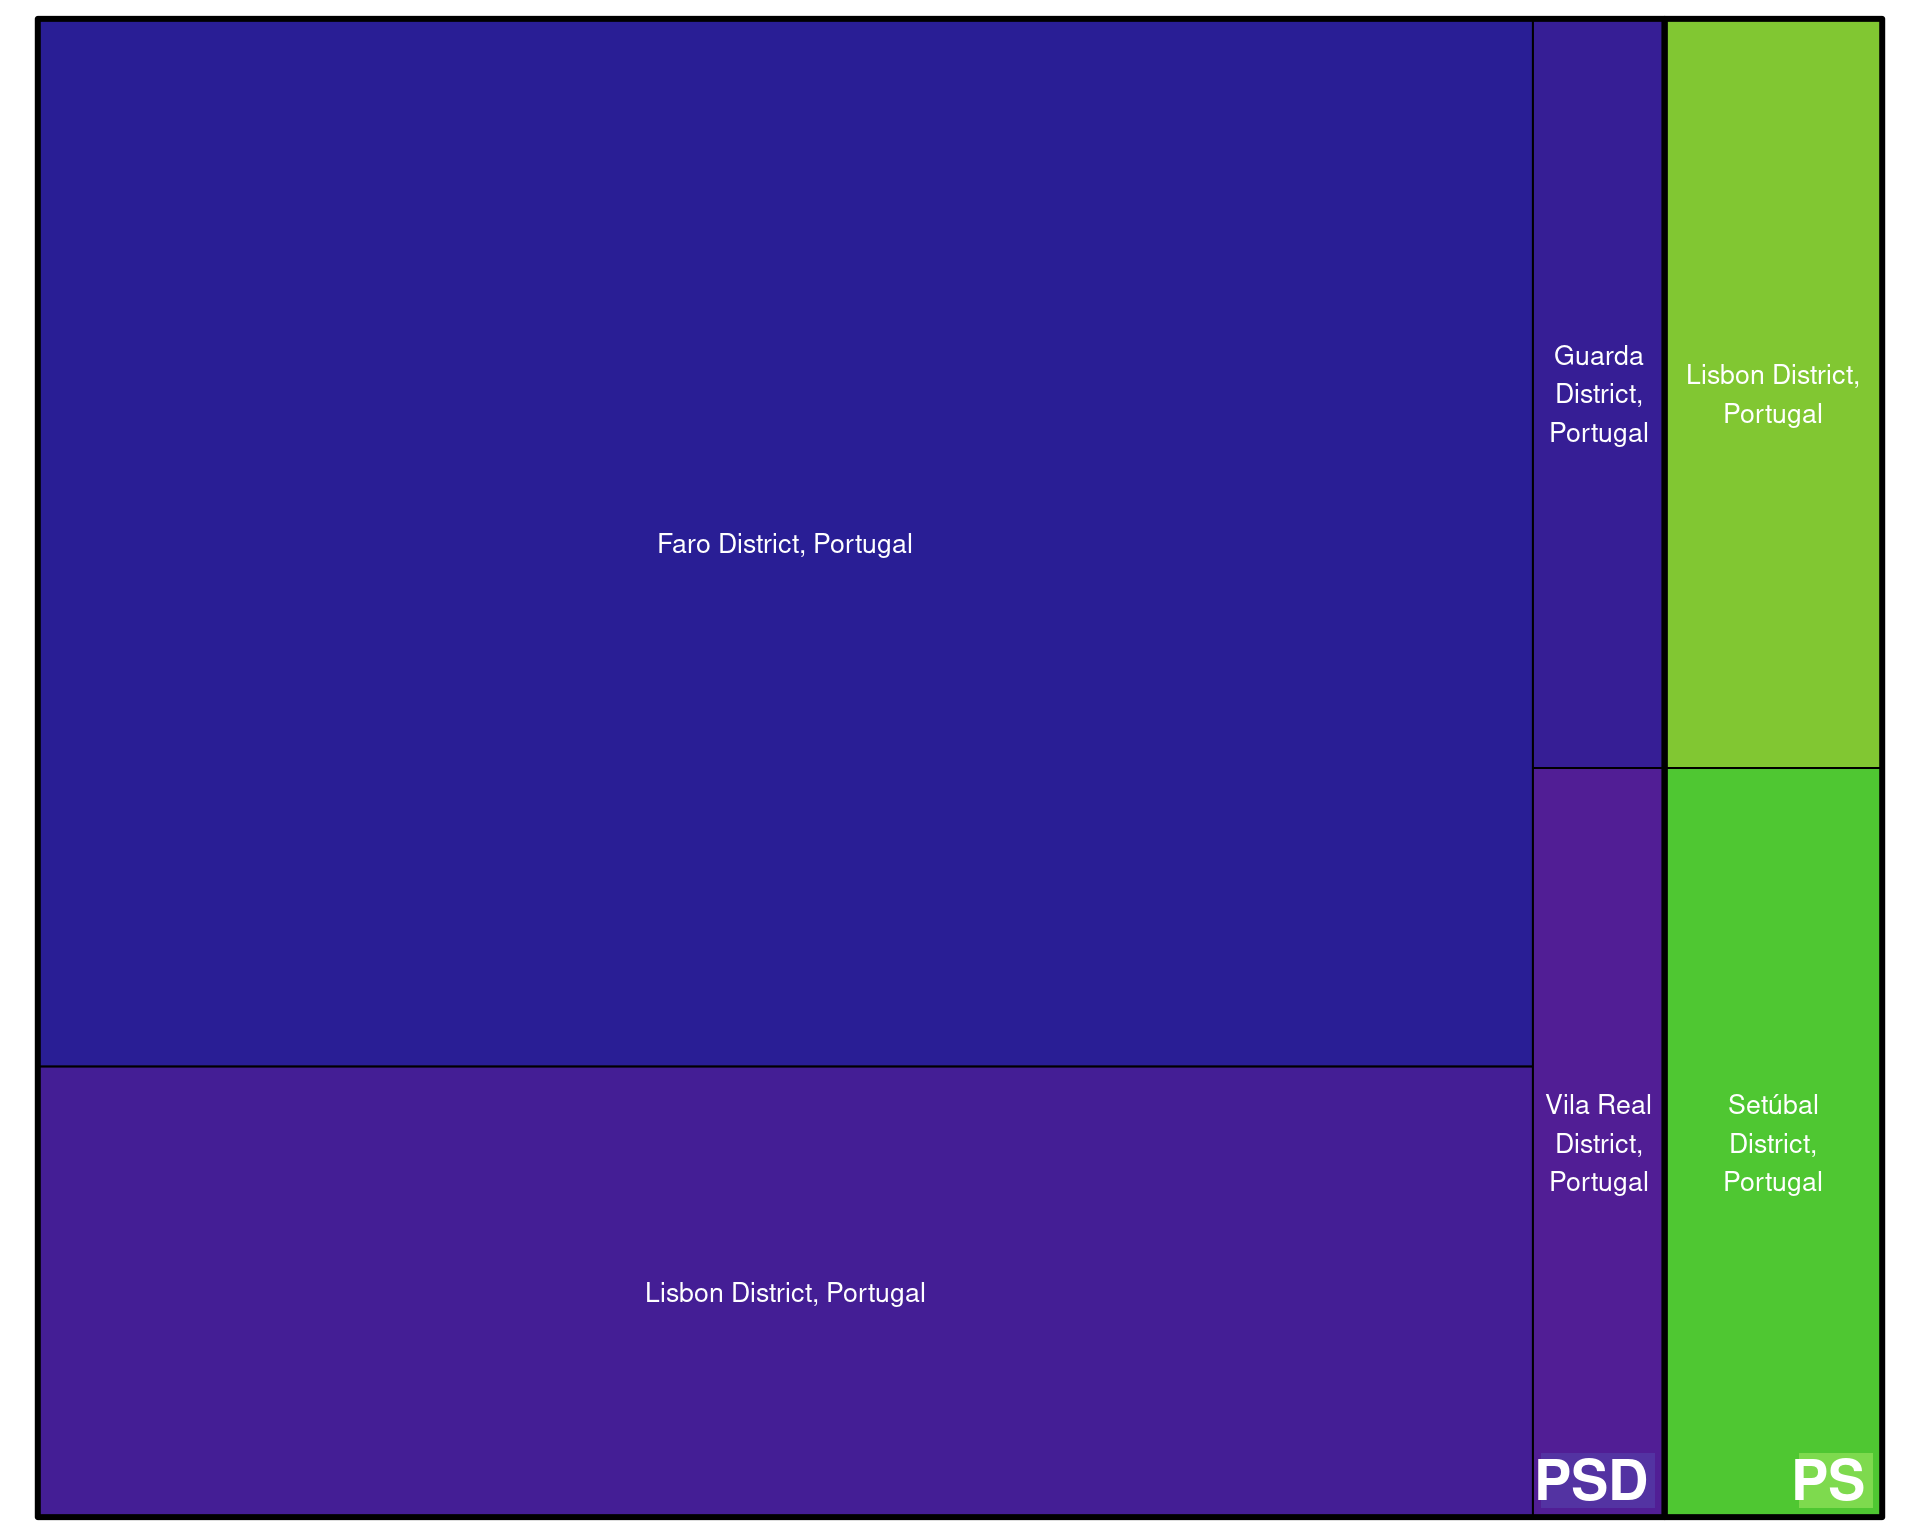 Faro District, Portugal
Lisbon District, Portugal
Guarda
District,
Portugal
Vila Real
District,
Portugal
PSD
Lisbon District,
Portugal
Setúbal
District,
Portugal
PS